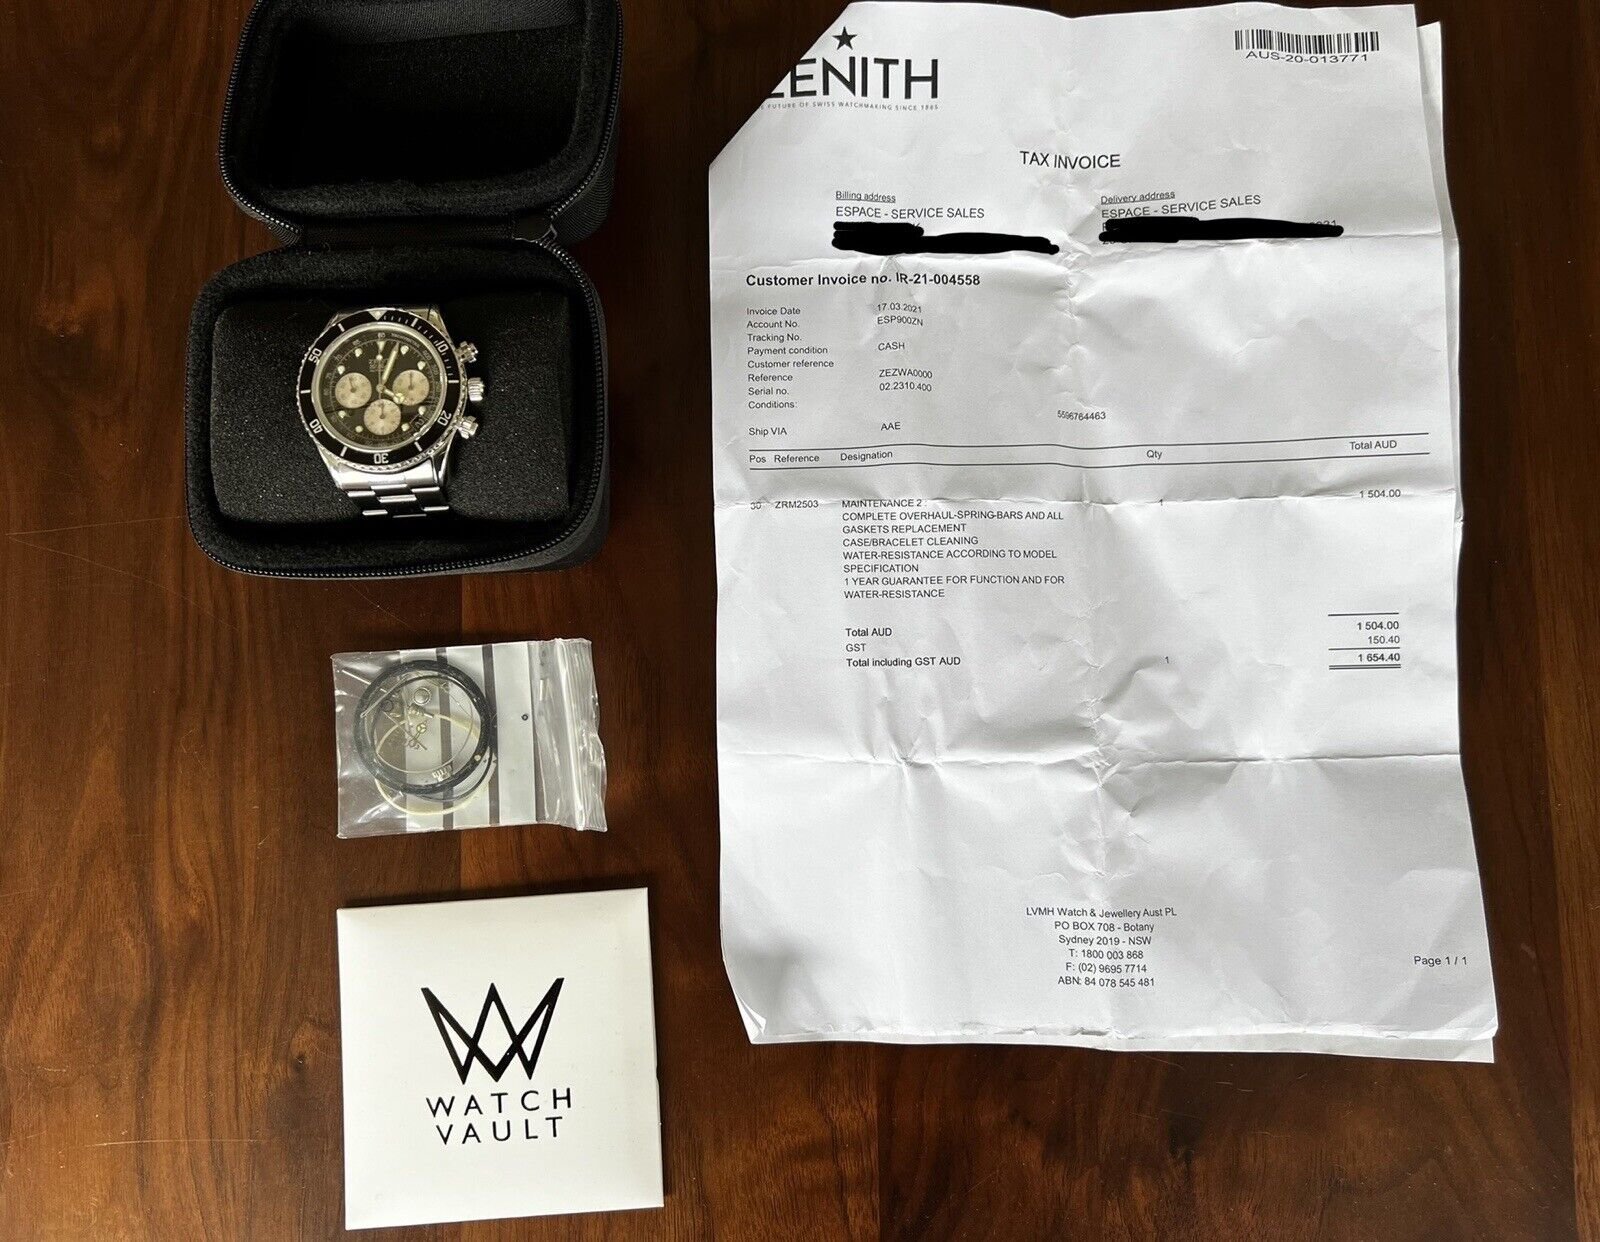 ZENITH
FUTURE OF SWISS WATCHMAKING SINCE 1865
AUS-20-013771
TAX INVOICE
Billing address
ESPACE - SERVICE SALES
Delivery address
ESPACE - SERVICE SALES
Customer Invoice no. IR-21-004558
Invoice Date 17.03.2021
Account No. ESP900ZN
Tracking No.
Payment condition CASH
Customer reference
Reference ZEZWA0000
Serial no. 02.2310.400
Conditions: 5596764463
Ship VIA AAE
Pos Reference Designation Qty Total AUD
30 ZRM2503 MAINTENANCE 2 1 1 504.00
COMPLETE OVERHAUL-SPRING-BARS AND ALL
GASKETS REPLACEMENT
CASE/BRACELET CLEANING
WATER-RESISTANCE ACCORDING TO MODEL
SPECIFICATION
1 YEAR GUARANTEE FOR FUNCTION AND FOR
WATER-RESISTANCE
Total AUD 1 504.00
GST 150.40
Total including GST AUD 1 1 654.40
LVMH Watch & Jewellery Aust PL
PO BOX 708 - Botany
Sydney 2019 - NSW
T: 1800 003 868
F: (02) 9695 7714
ABN: 84 078 545 481
Page 1 / 1
10
20
30
40
50
WATCH
VAULT